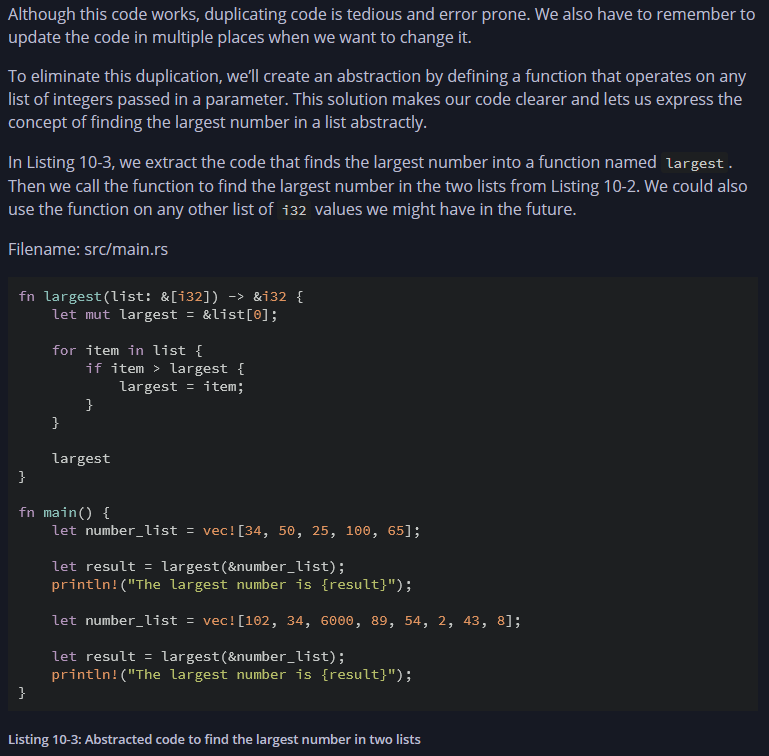 Although this code works, duplicating code is tedious and error prone. We also have to remember to
update the code in multiple places when we want to change it.
To eliminate this duplication, we’ll create an abstraction by defining a function that operates on any
list of integers passed in a parameter. This solution makes our code clearer and lets us express the
concept of finding the largest number in a list abstractly.
In Listing 10-3, we extract the code that finds the largest number into a function named largest.
Then we call the function to find the largest number in the two lists from Listing 10-2. We could also
use the function on any other list of i32 values we might have in the future.
Filename: src/main.rs
fn largest(list: &[i32]) -> &i32 {
    let mut largest = &list[0];
    for item in list {
        if item > largest {
            largest = item;
        }
    }
    largest
}
fn main() {
    let number_list = vec![34, 50, 25, 100, 65];
    let result = largest(&number_list);
    println!("The largest number is {result}");
    let number_list = vec![102, 34, 6000, 89, 54, 2, 43, 8];
    let result = largest(&number_list);
    println!("The largest number is {result}");
}
Listing 10-3: Abstracted code to find the largest number in two lists